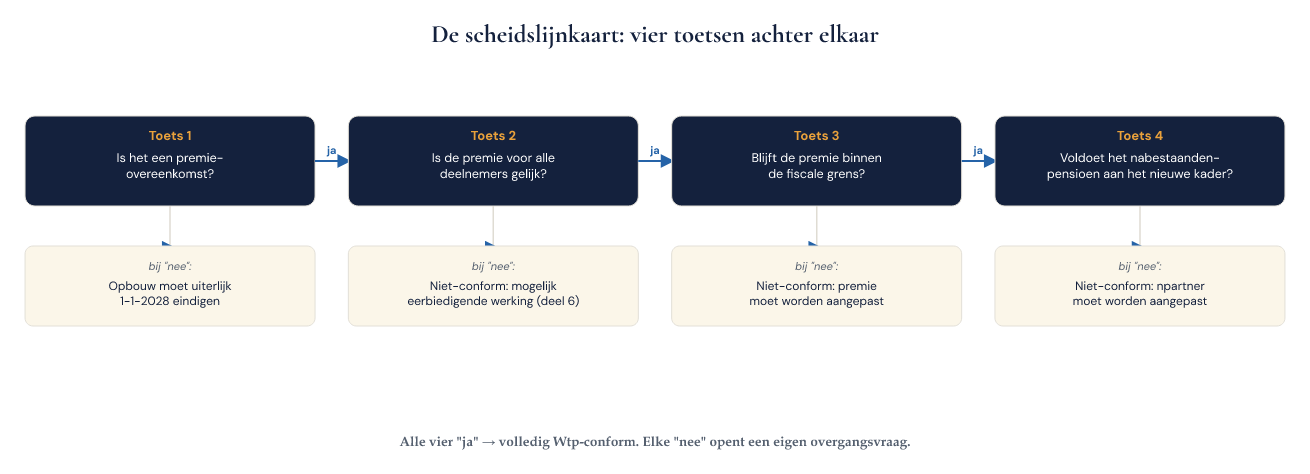 De scheidslijnkaart: vier toetsen achter elkaar
Toets 1
Is het een premie-
overeenkomst?
ja
Toets 2
Is de premie voor alle
deelnemers gelijk?
ja
Toets 3
Blijft de premie binnen
de fiscale grens?
ja
Toets 4
Voldoet het nabestaanden-
pensioen aan het nieuwe kader?
bij "nee":
Opbouw moet uiterlijk
1-1-2028 eindigen
bij "nee":
Niet-conform: mogelijk
eerbiedigende werking (deel 6)
bij "nee":
Niet-conform: premie
moet worden aangepast
bij "nee":
Niet-conform: npartner
moet worden aangepast
Alle vier "ja" → volledig Wtp-conform. Elke "nee" opent een eigen overgangsvraag.